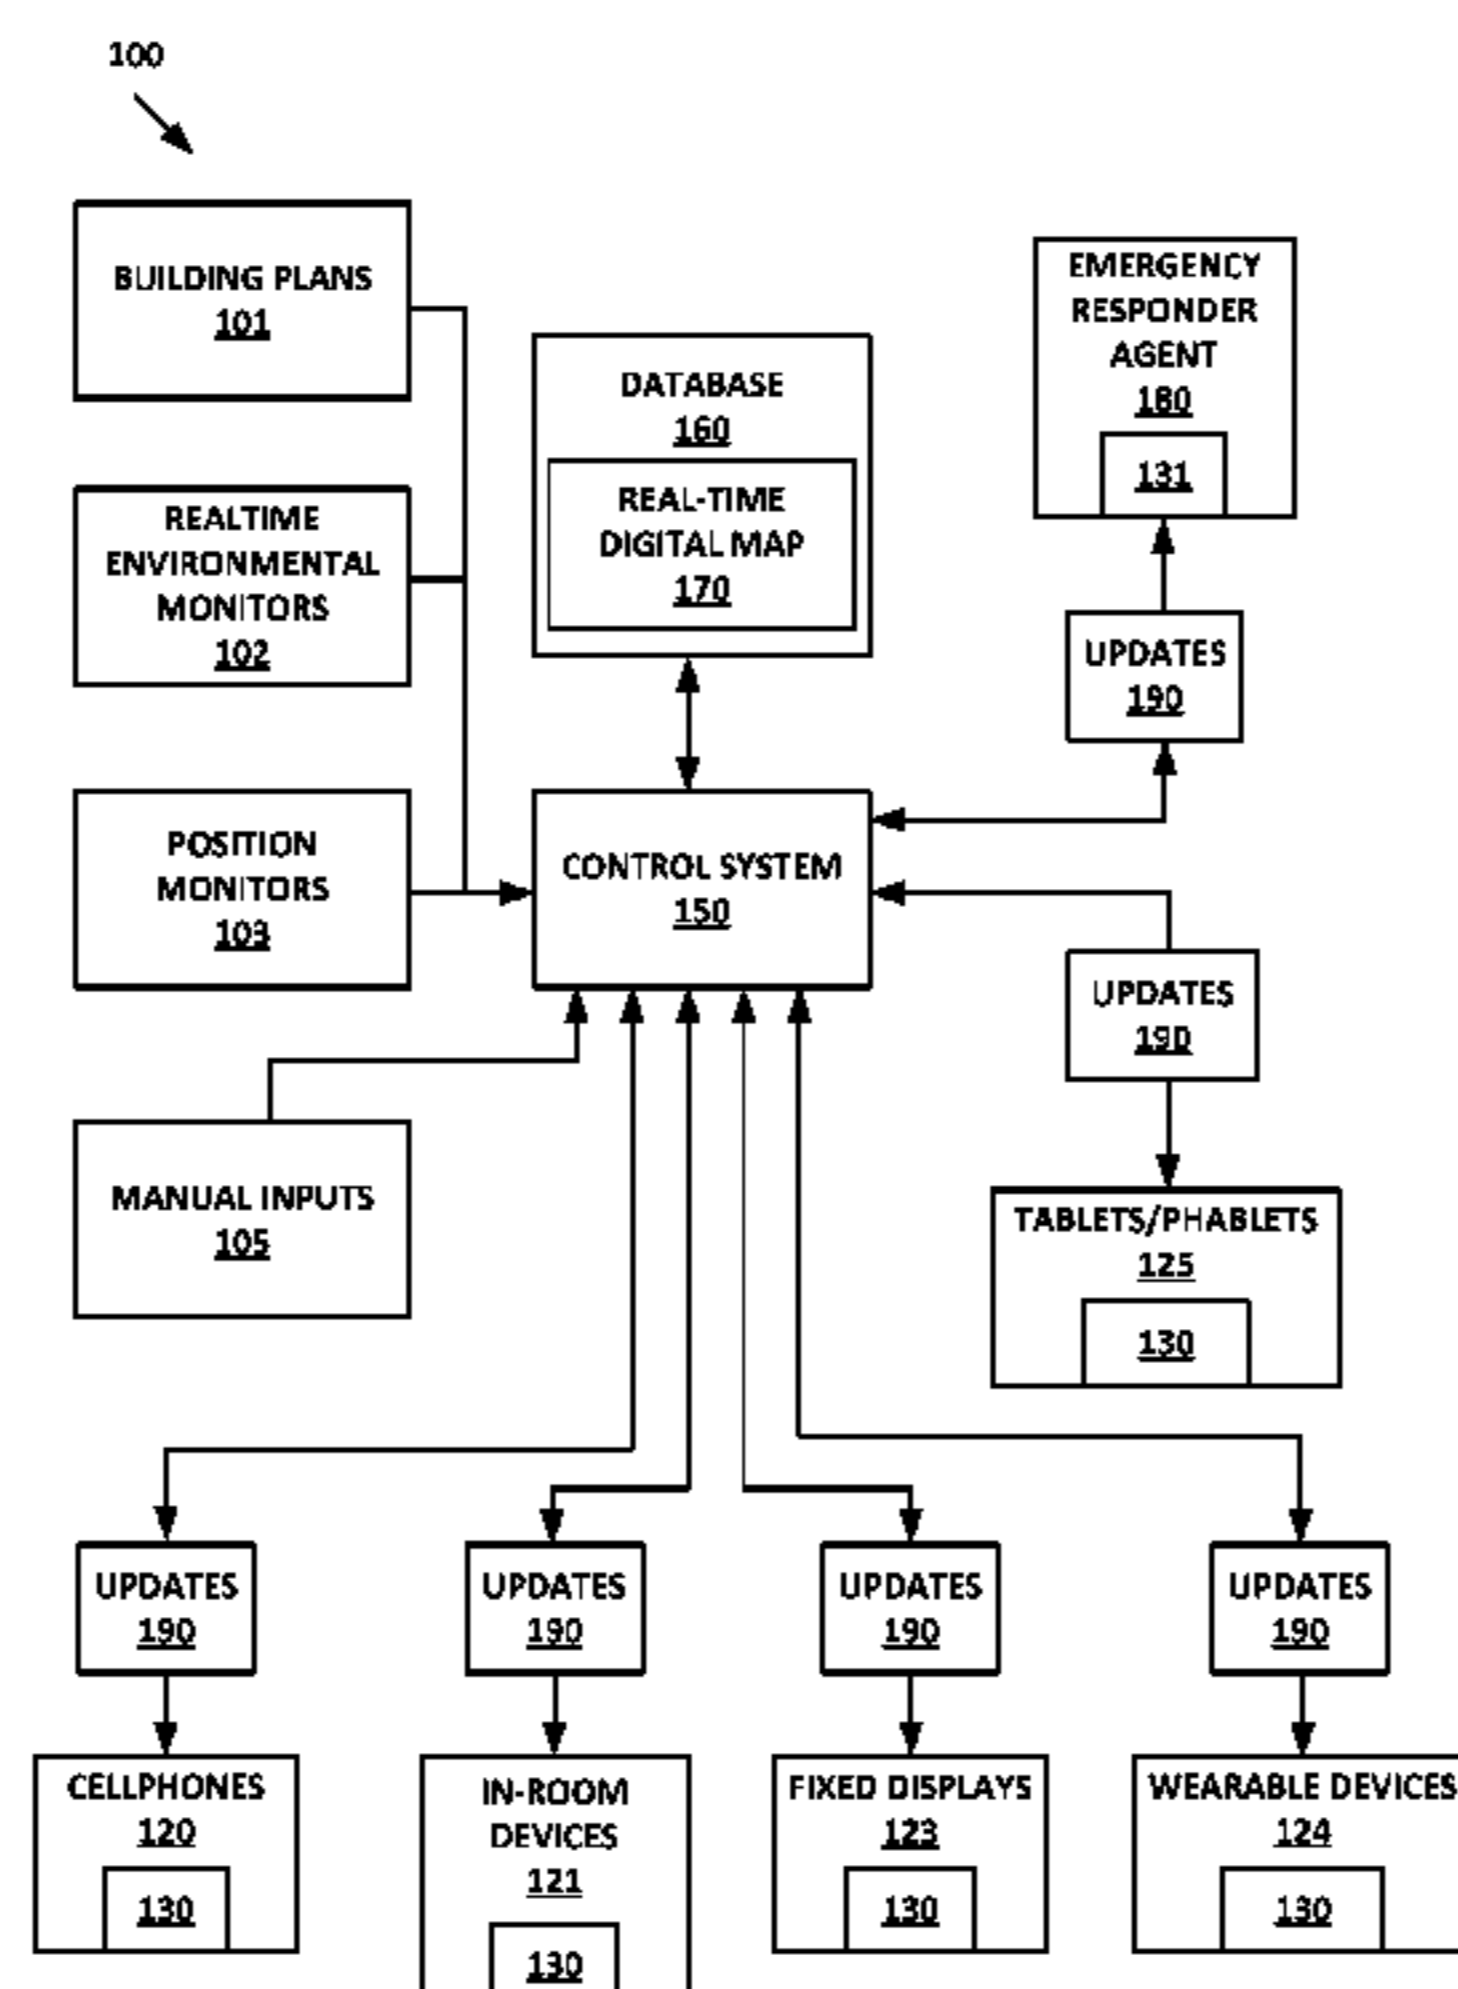 100
BUILDING PLANS
101
REALTIME
ENVIRONMENTAL
MONITORS
102
POSITION
MONITORS
103
MANUAL INPUTS
105
DATABASE
160
REAL-TIME
DIGITAL MAP
170
CONTROL SYSTEM
150
EMERGENCY
RESPONDER
AGENT
180
131
UPDATES
190
UPDATES
190
TABLETS/PHABLETS
125
130
UPDATES
190
UPDATES
190
UPDATES
190
UPDATES
190
CELLPHONES
120
130
IN-ROOM
DEVICES
121
130
FIXED DISPLAYS
123
130
WEARABLE DEVICES
124
130